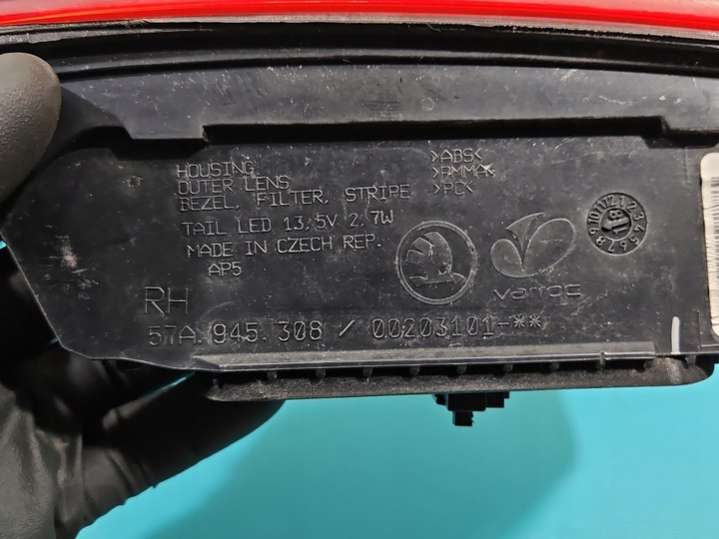 HOUSING >ABS<
OUTER LENS >PMMA<
BEZEL, FILTER, STRIPE >PC<
TAIL LED 13,5V 2,7W
MADE IN CZECH REP.
AP5
varroc
RH
57A.945.308 / 00203101-**